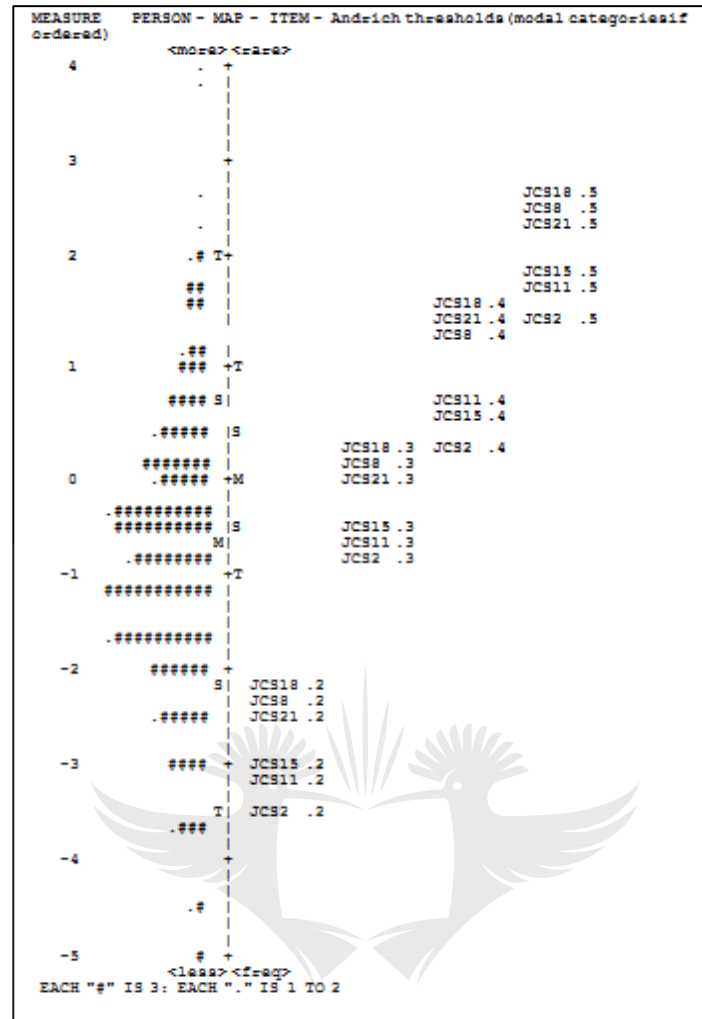 MEASURE PERSON - MAP - ITEM - Andrich thresholds(modal categoriesif
ordered)
<more> <rare>
4 . +
. |
|
|
|
3 +
|
. | JCS18 .5
| JCS8 .5
. | JCS21 .5
2 .# T+
| JCS15 .5
## | JCS11 .5
## | JCS18 .4
| JCS21 .4 JCS2 .5
| JCS8 .4
.## |
1 ### +T
|
#### S| JCS11 .4
| JCS15 .4
.##### |S
| JCS18 .3 JCS2 .4
####### | JCS8 .3
0 .##### +M JCS21 .3
|
.########## |
########## |S JCS15 .3
M| JCS11 .3
.######## | JCS2 .3
-1 +T
########### |
|
|
.########## |
|
-2 ###### +
S| JCS18 .2
| JCS8 .2
.##### | JCS21 .2
|
|
-3 #### + JCS15 .2
| JCS11 .2
|
T| JCS2 .2
.### |
|
-4 +
|
|
.# |
|
-5 # +
<less> <freq>
EACH "#" IS 3: EACH "." IS 1 TO 2